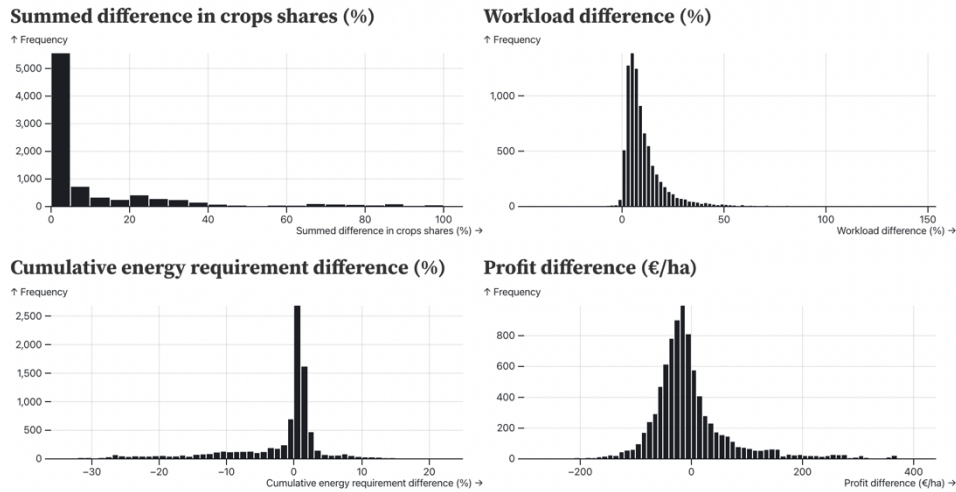 Summed difference in crops shares (%)
↑ Frequency
5,000
4,000
3,000
2,000
1,000
0
0 20 40 60 80 100
Summed difference in crops shares (%) →
Workload difference (%)
↑ Frequency
1,000
500
0
0 50 100 150
Workload difference (%) →
Cumulative energy requirement difference (%)
↑ Frequency
2,500
2,000
1,500
1,000
500
0
−30 −20 −10 0 10 20
Cumulative energy requirement difference (%) →
Profit difference (€/ha)
↑ Frequency
800
600
400
200
0
−200 0 200 400
Profit difference (€/ha) →